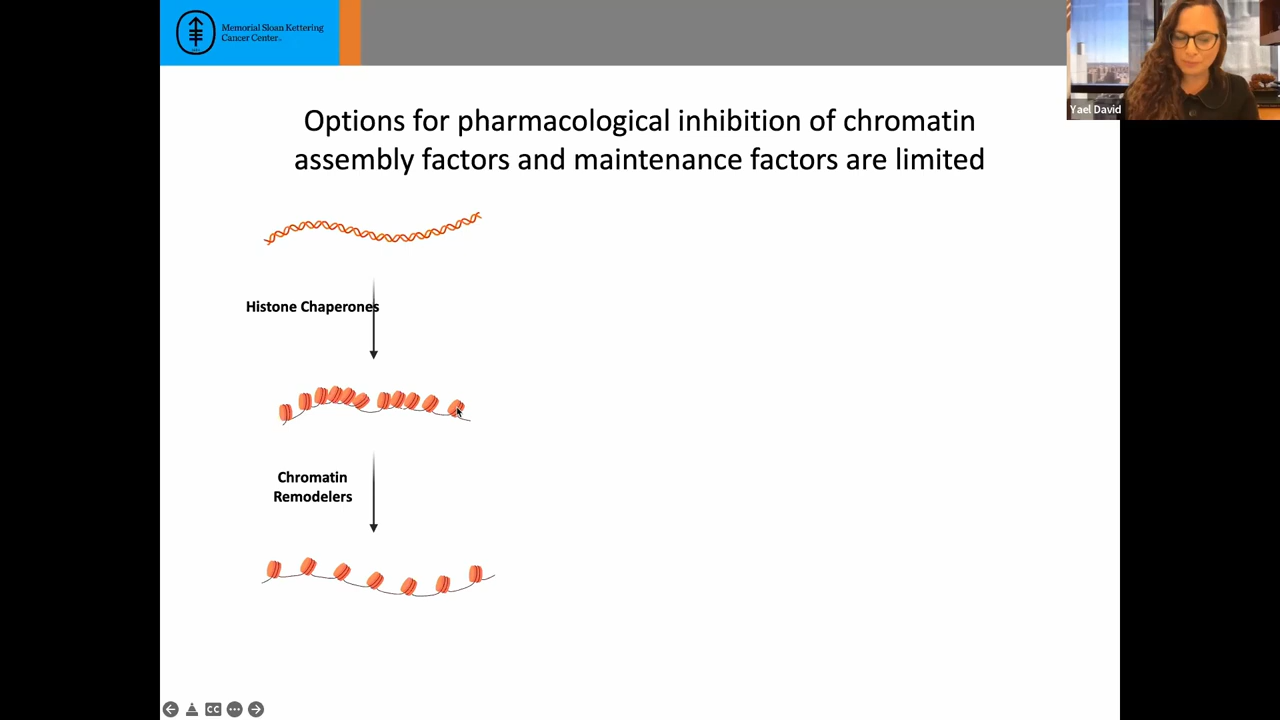 Memorial Sloan Kettering
Cancer Center
Yael David
Options for pharmacological inhibition of chromatin
assembly factors and maintenance factors are limited
Histone Chaperones
Chromatin
Remodelers
CC